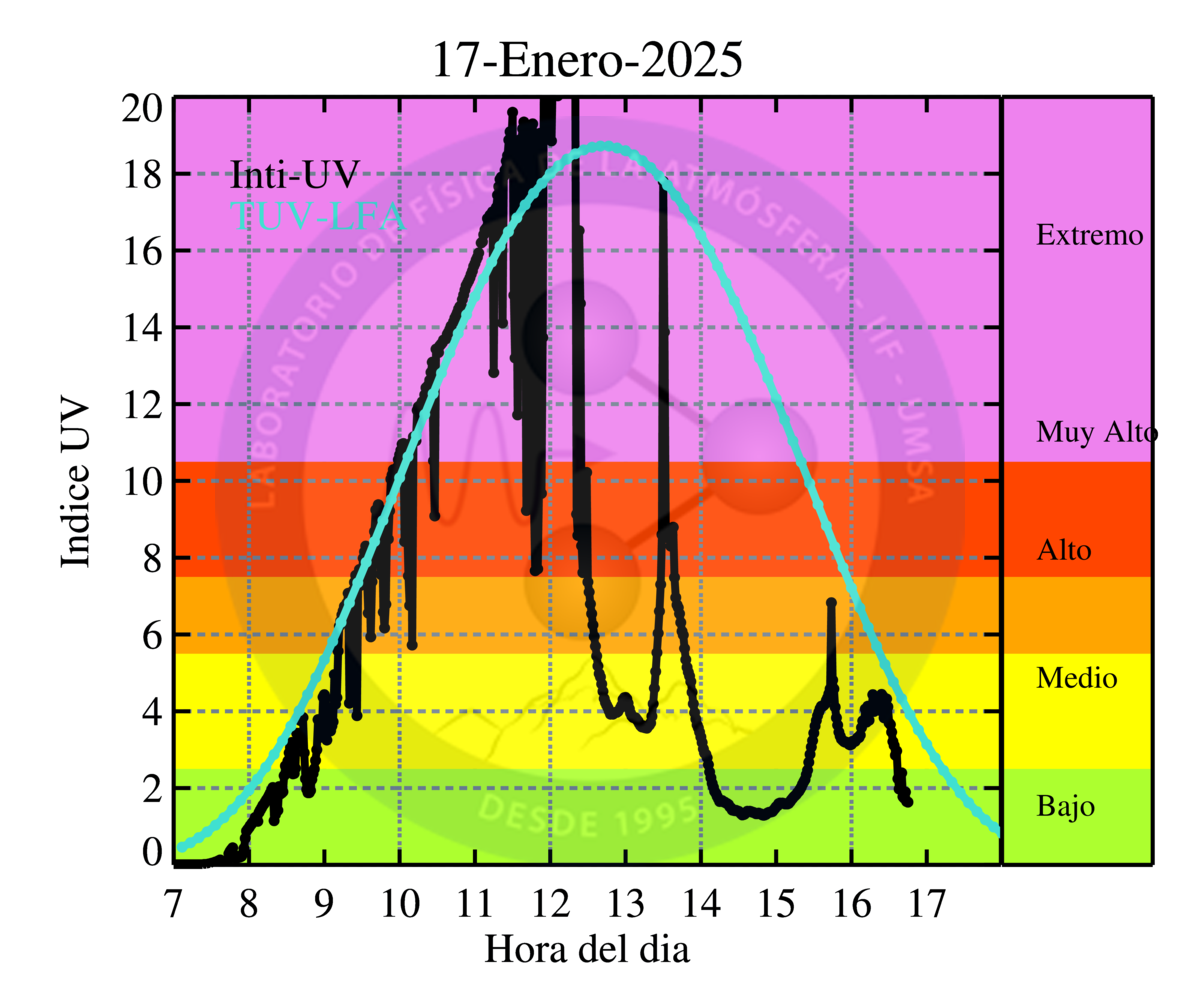 17-Enero-2025
Indice UV
20
18
16
14
12
10
8
6
4
2
0
Inti-UV
TUV-LFA
LABORATORIO DE FÍSICA DE LA ATMÓSFERA - IIF - UMSA
DESDE 1995
Extremo
Muy Alto
Alto
Medio
Bajo
7 8 9 10 11 12 13 14 15 16 17
Hora del dia